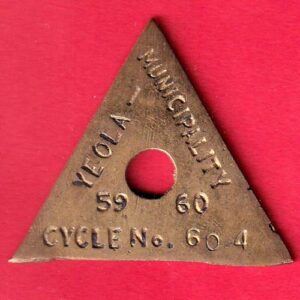 YEOLA -
MUNICIPALITY
59 60
CYCLE No. 604